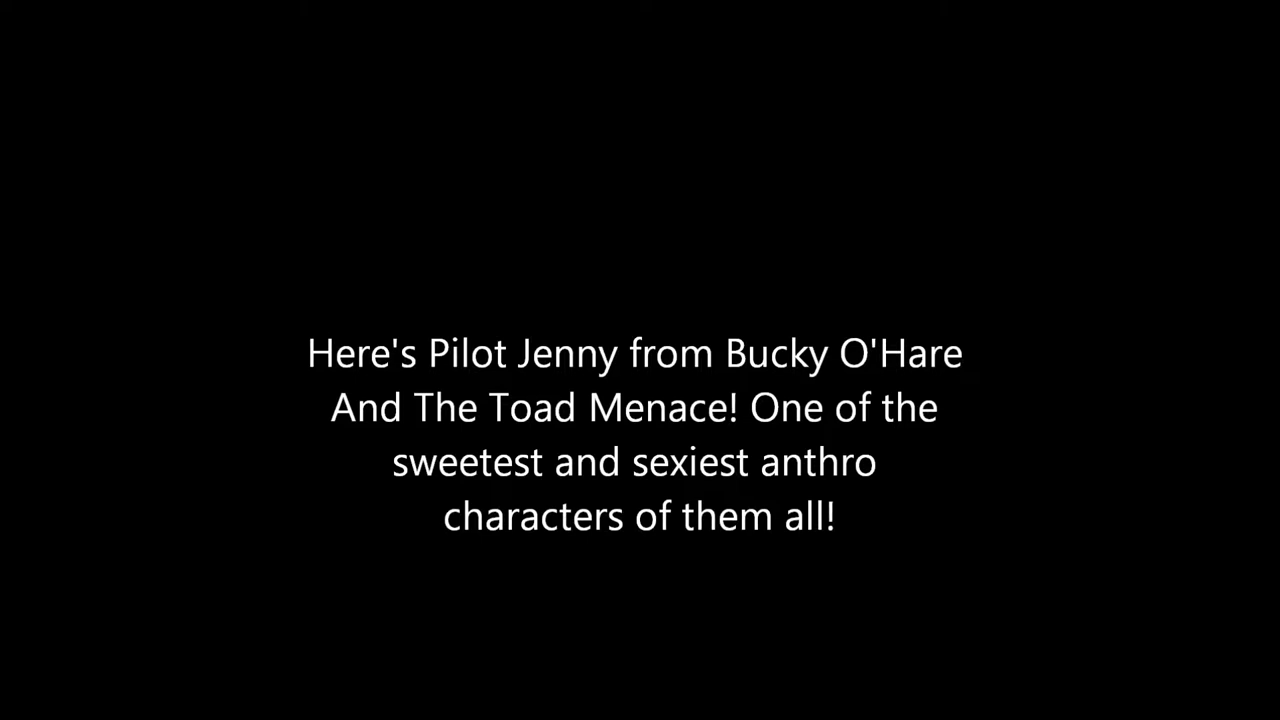 Here's Pilot Jenny from Bucky O'Hare
And The Toad Menace! One of the
sweetest and sexiest anthro
characters of them all!